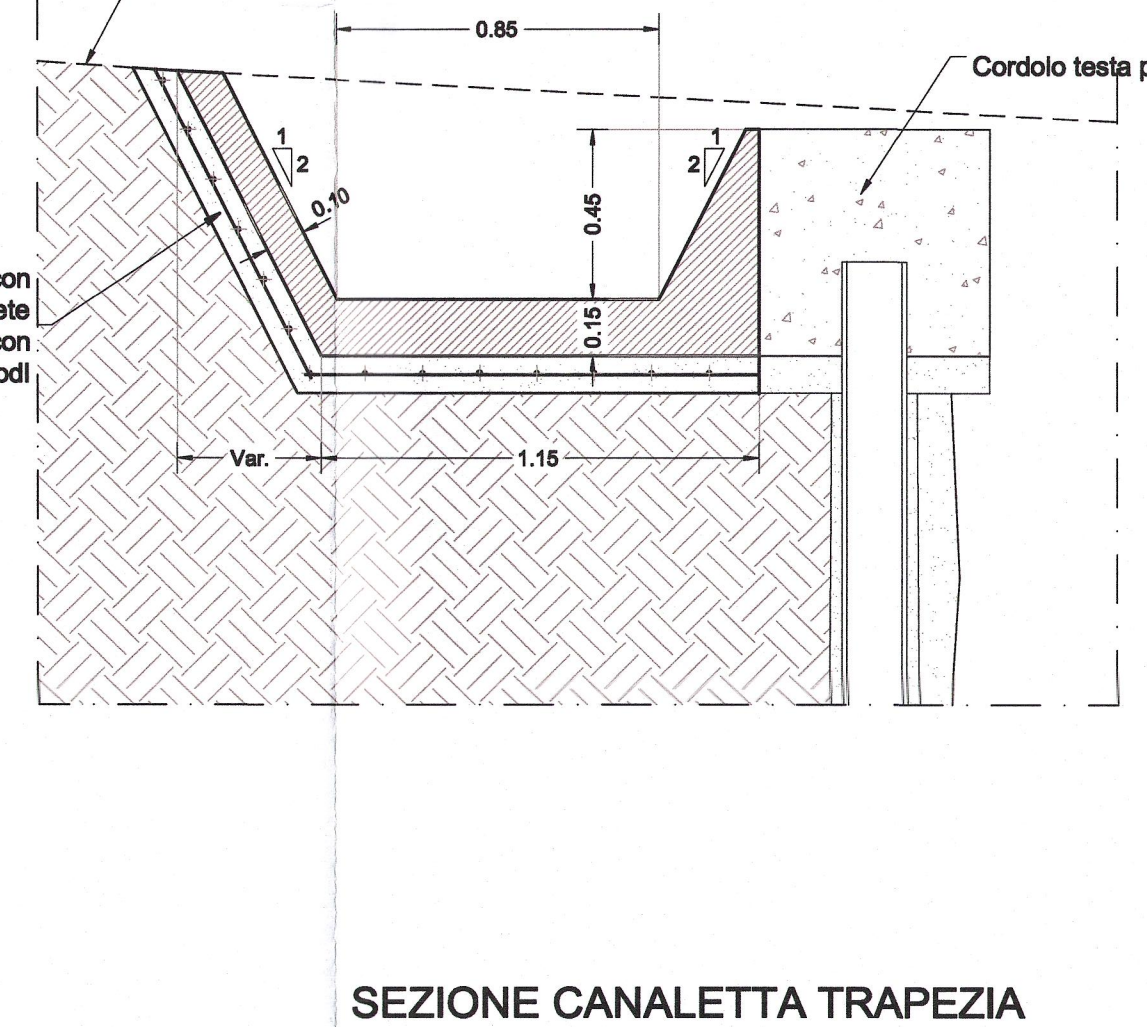 0.85
Cordolo testa p
1
2
1
2
0.10
0.45
0.15
con
ete
con
odi
Var.
1.15
SEZIONE CANALETTA TRAPEZIA